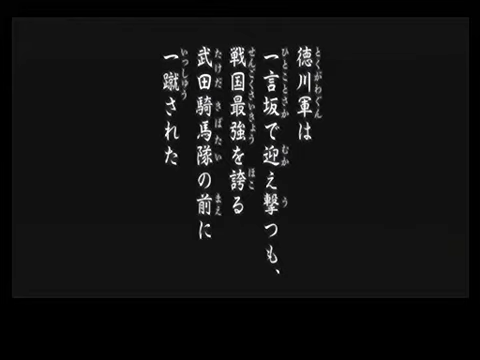 徳川軍は
一言坂で迎え撃つも、
戦国最強を誇る
武田騎馬隊の前に
一蹴された